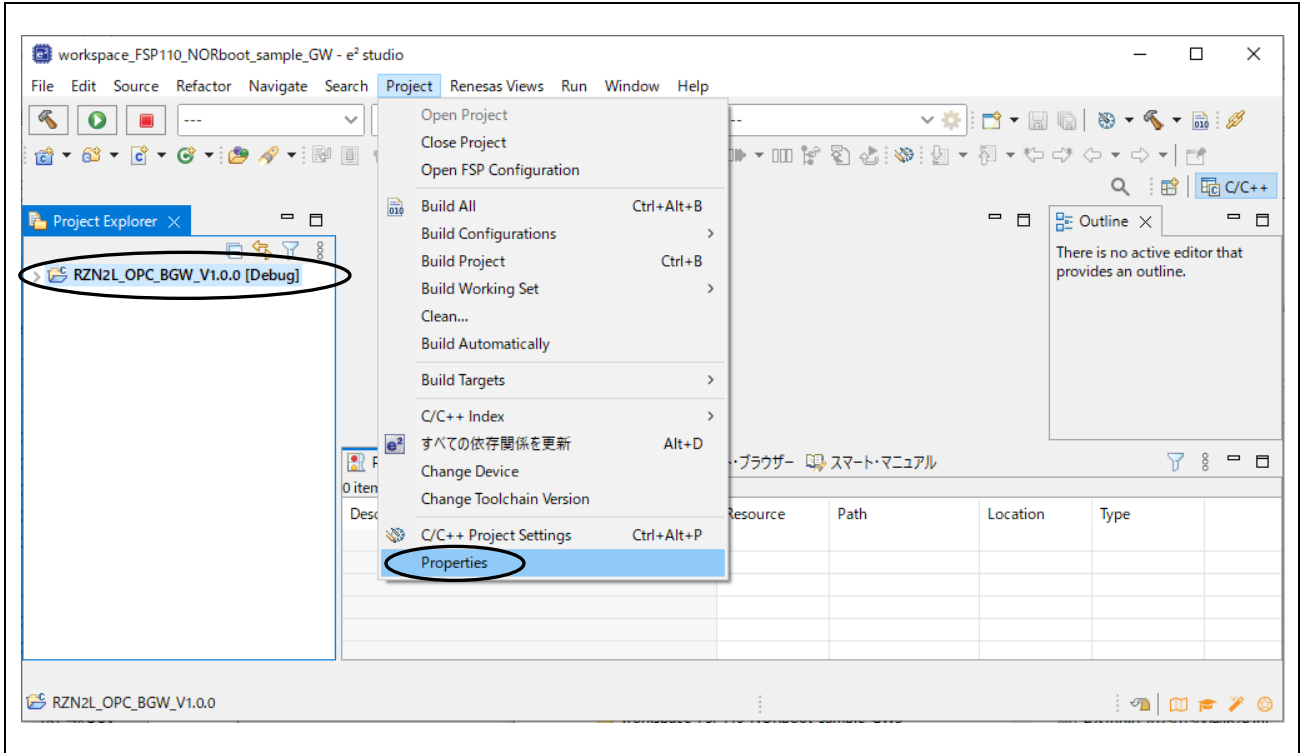 workspace_FSP110_NORboot_sample_GW - e² studio
File Edit Source Refactor Navigate Search Project Renesas Views Run Window Help
---
--
C/C++
Project Explorer
RZN2L_OPC_BGW_V1.0.0 [Debug]
Open Project
Close Project
Open FSP Configuration
Build All Ctrl+Alt+B
Build Configurations
Build Project Ctrl+B
Build Working Set
Clean...
Build Automatically
Build Targets
C/C++ Index
すべての依存関係を更新 Alt+D
Change Device
Change Toolchain Version
C/C++ Project Settings Ctrl+Alt+P
Properties
Outline
There is no active editor that
provides an outline.
ブラウザー スマート・マニュアル
0 item
Desc Resource Path Location Type
RZN2L_OPC_BGW_V1.0.0